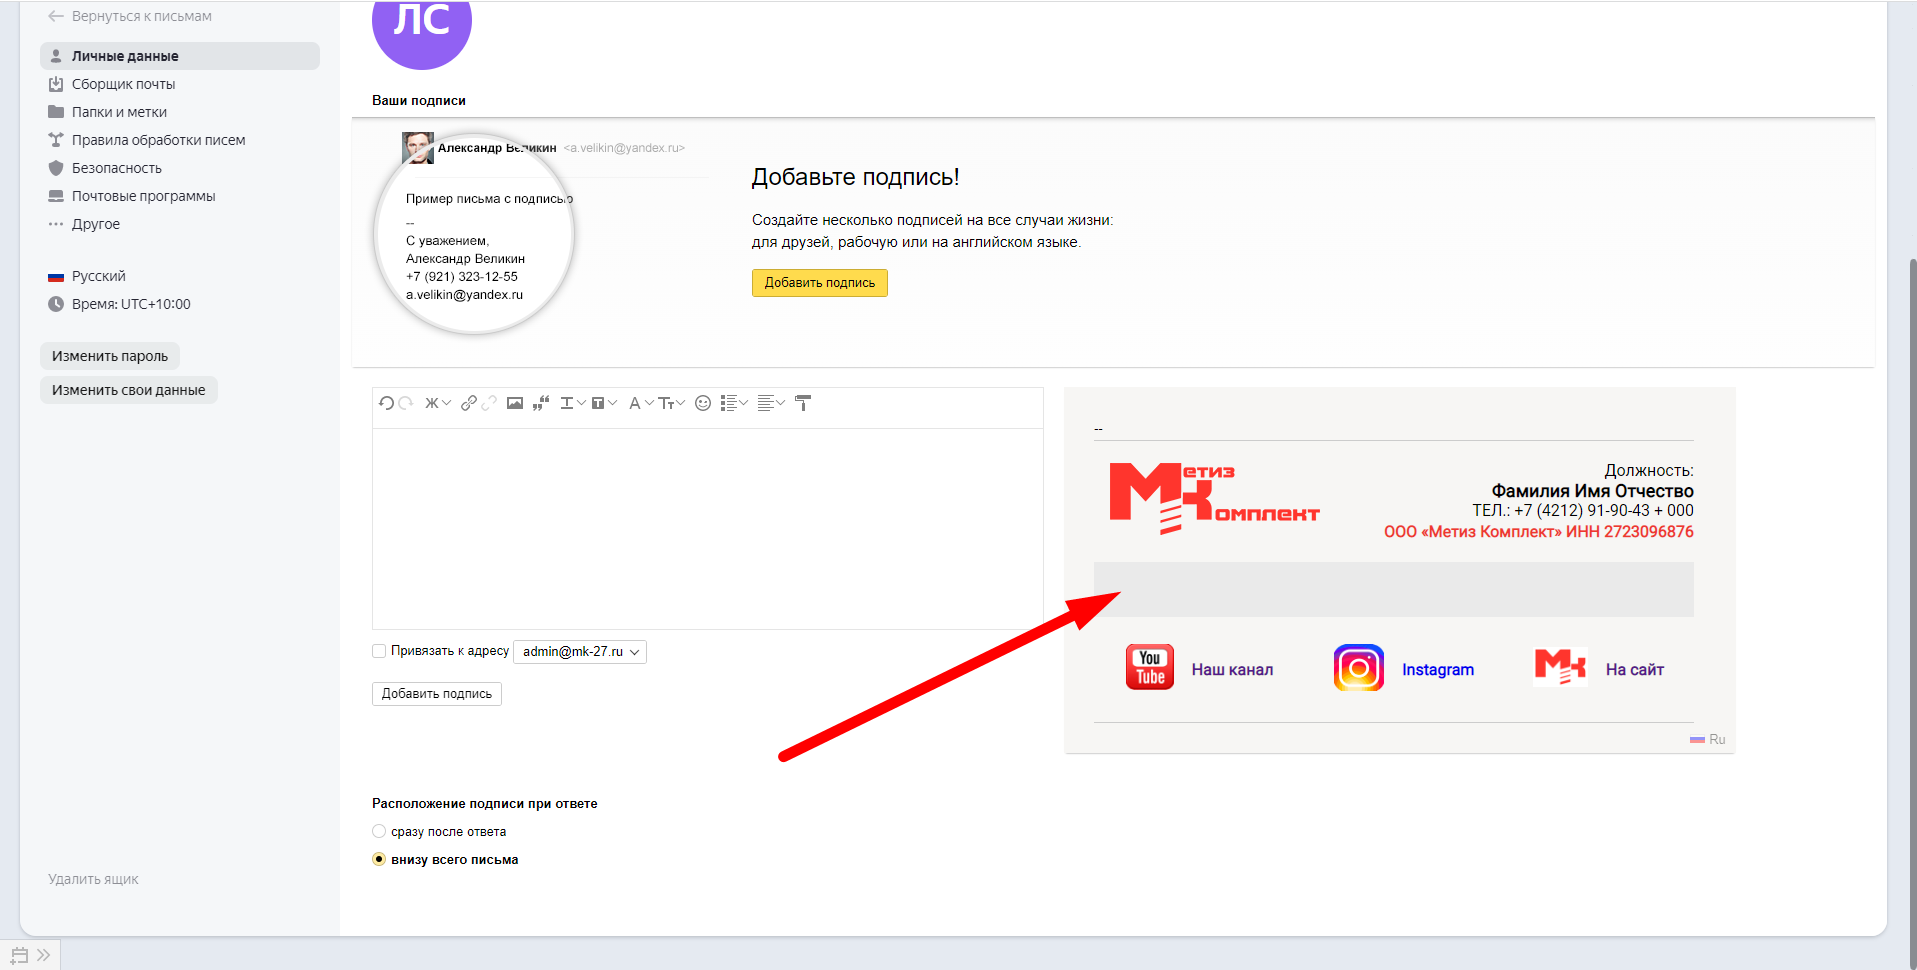 Вернуться к письмам
Личные данные
Сборщик почты
Папки и метки
Правила обработки писем
Безопасность
Почтовые программы
Другое
Русский
Время: UTC+10:00
Изменить пароль
Изменить свои данные
Удалить ящик
ЛС
Ваши подписи
Александр Великин <a.velikin@yandex.ru>
Пример письма с подписью
--
С уважением,
Александр Великин
+7 (921) 323-12-55
a.velikin@yandex.ru
Добавьте подпись!
Создайте несколько подписей на все случаи жизни:
для друзей, рабочую или на английском языке.
Добавить подпись
Привязать к адресу admin@mk-27.ru
Добавить подпись
--
Метиз
Комплект
Должность:
Фамилия Имя Отчество
ТЕЛ.: +7 (4212) 91-90-43 + 000
ООО «Метиз Комплект» ИНН 2723096876
You
Tube
Наш канал
Instagram
МК
На сайт
Ru
Расположение подписи при ответе
сразу после ответа
внизу всего письма